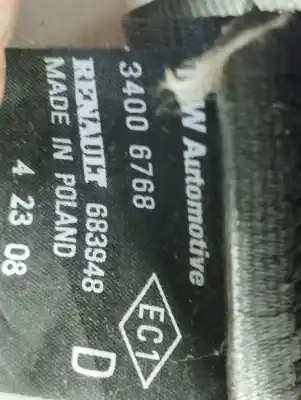 W Automotive
3400 6768
RENAULT 683948
MADE IN POLAND
4 23 08
EC1
D